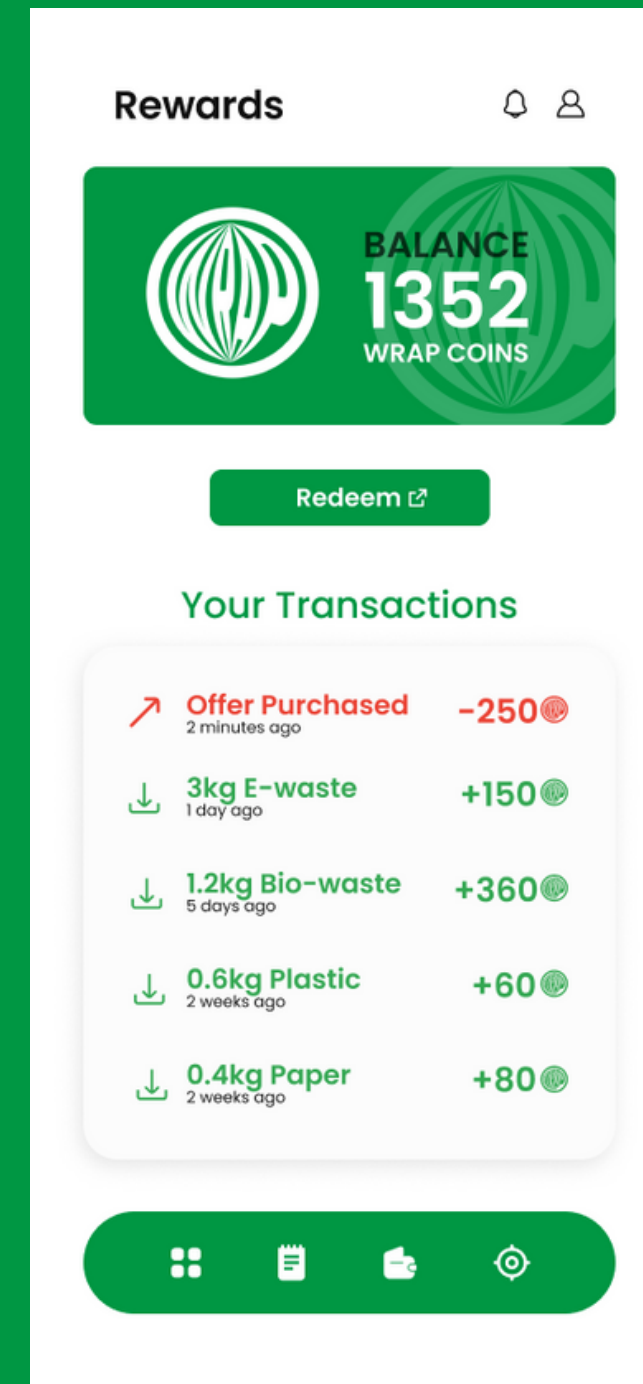 Rewards
WRAP
BALANCE
1352
WRAP COINS
Redeem
Your Transactions
Offer Purchased -250
2 minutes ago
3kg E-waste +150
1 day ago
1.2kg Bio-waste +360
5 days ago
0.6kg Plastic +60
2 weeks ago
0.4kg Paper +80
2 weeks ago